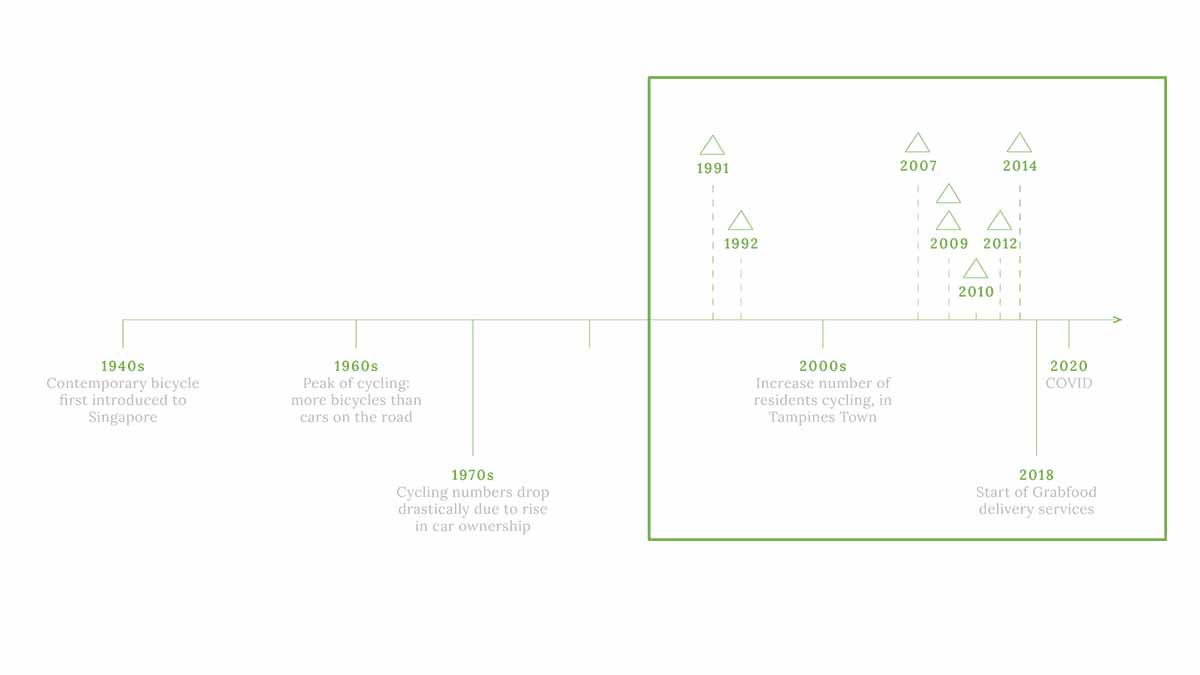 1991
1992
2007
2009
2010
2012
2014
1940s
Contemporary bicycle
first introduced to
Singapore
1960s
Peak of cycling:
more bicycles than
cars on the road
1970s
Cycling numbers drop
drastically due to rise
in car ownership
2000s
Increase number of
residents cycling, in
Tampines Town
2018
Start of Grabfood
delivery services
2020
COVID